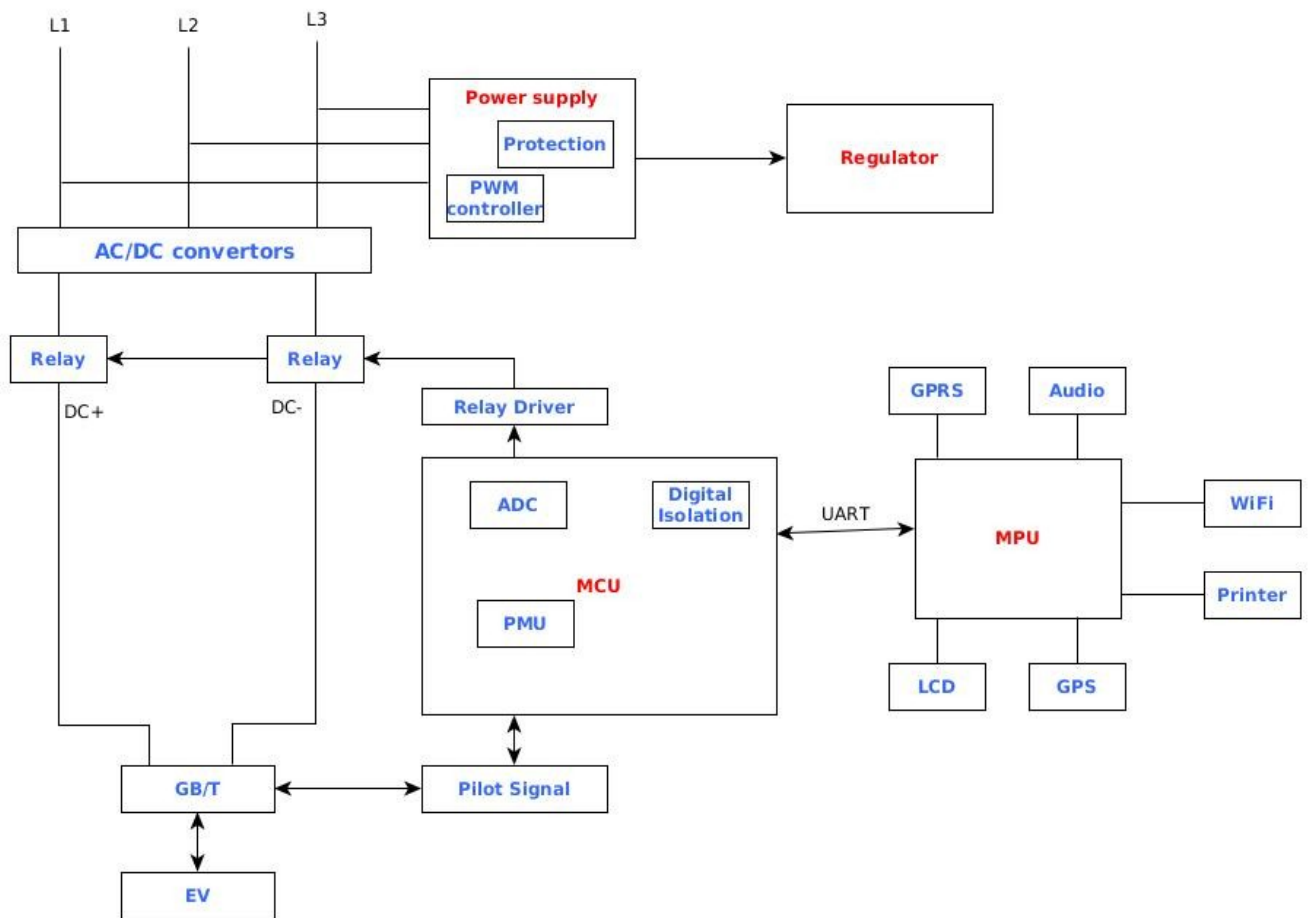 L1
L2
L3
Power supply
Protection
PWM
controller
Regulator
AC/DC convertors
Relay
Relay
DC+
DC-
Relay Driver
GPRS
Audio
ADC
Digital
Isolation
UART
WiFi
MPU
MCU
Printer
PMU
LCD
GPS
GB/T
Pilot Signal
EV